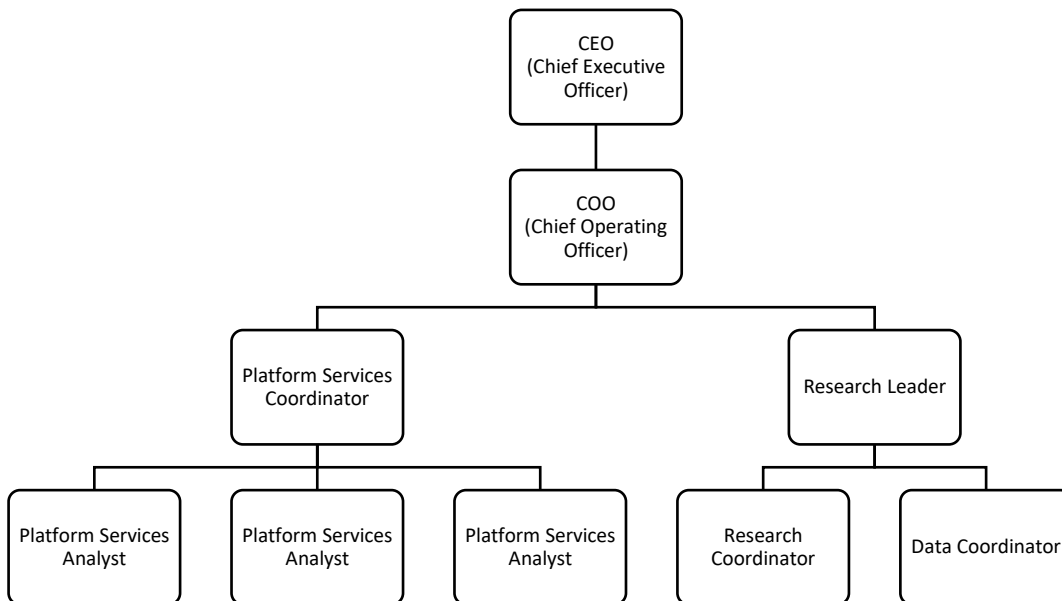 CEO
(Chief Executive
Officer)
COO
(Chief Operating
Officer)
Platform Services
Coordinator
Research Leader
Platform Services
Analyst
Platform Services
Analyst
Platform Services
Analyst
Research
Coordinator
Data Coordinator